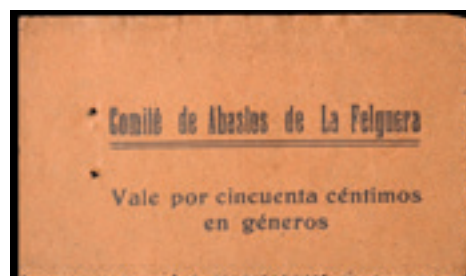 Comité de Abastos de La Felguera
Vale por cincuenta céntimos
en géneros